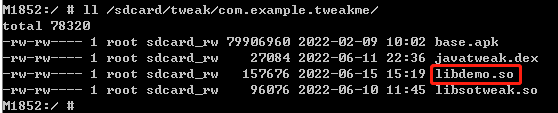 M1852:/ # ll /sdcard/tweak/com.example.tweakme/
total 78320
-rw-rw---- 1 root sdcard_rw 79906960 2022-02-09 10:02 base.apk
-rw-rw---- 1 root sdcard_rw    27084 2022-06-11 22:36 javatweak.dex
-rw-rw---- 1 root sdcard_rw   157676 2022-06-15 15:19 libdemo.so
-rw-rw---- 1 root sdcard_rw    96076 2022-06-10 11:45 libsotweak.so
M1852:/ #